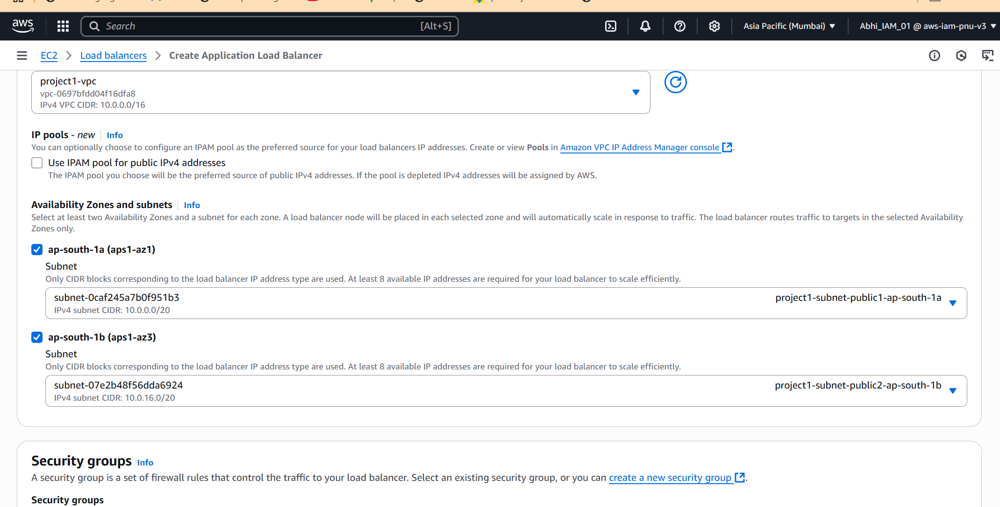 aws
Search
[Alt+S]
Asia Pacific (Mumbai)
Abhi_IAM_01 @ aws-iam-pnu-v3
EC2
Load balancers
Create Application Load Balancer
project1-vpc
vpc-0697bfdd04f16dfa8
IPv4 VPC CIDR: 10.0.0.0/16
IP pools - new
Info
You can optionally choose to configure an IPAM pool as the preferred source for your load balancers IP addresses. Create or view Pools in Amazon VPC IP Address Manager console.
Use IPAM pool for public IPv4 addresses
The IPAM pool you choose will be the preferred source of public IPv4 addresses. If the pool is depleted IPv4 addresses will be assigned by AWS.
Availability Zones and subnets
Info
Select at least two Availability Zones and a subnet for each zone. A load balancer node will be placed in each selected zone and will automatically scale in response to traffic. The load balancer routes traffic to targets in the selected Availability
Zones only.
ap-south-1a (aps1-az1)
Subnet
Only CIDR blocks corresponding to the load balancer IP address type are used. At least 8 available IP addresses are required for your load balancer to scale efficiently.
subnet-0caf245a7b0f951b3
project1-subnet-public1-ap-south-1a
IPv4 subnet CIDR: 10.0.0.0/20
ap-south-1b (aps1-az3)
Subnet
Only CIDR blocks corresponding to the load balancer IP address type are used. At least 8 available IP addresses are required for your load balancer to scale efficiently.
subnet-07e2b48f56dda6924
project1-subnet-public2-ap-south-1b
IPv4 subnet CIDR: 10.0.16.0/20
Security groups
Info
A security group is a set of firewall rules that control the traffic to your load balancer. Select an existing security group, or you can create a new security group.
Security groups